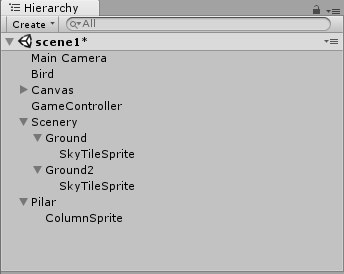 Hierarchy
Create All
scene1*
Main Camera
Bird
Canvas
GameController
Scenery
Ground
SkyTileSprite
Ground2
SkyTileSprite
Pilar
ColumnSprite